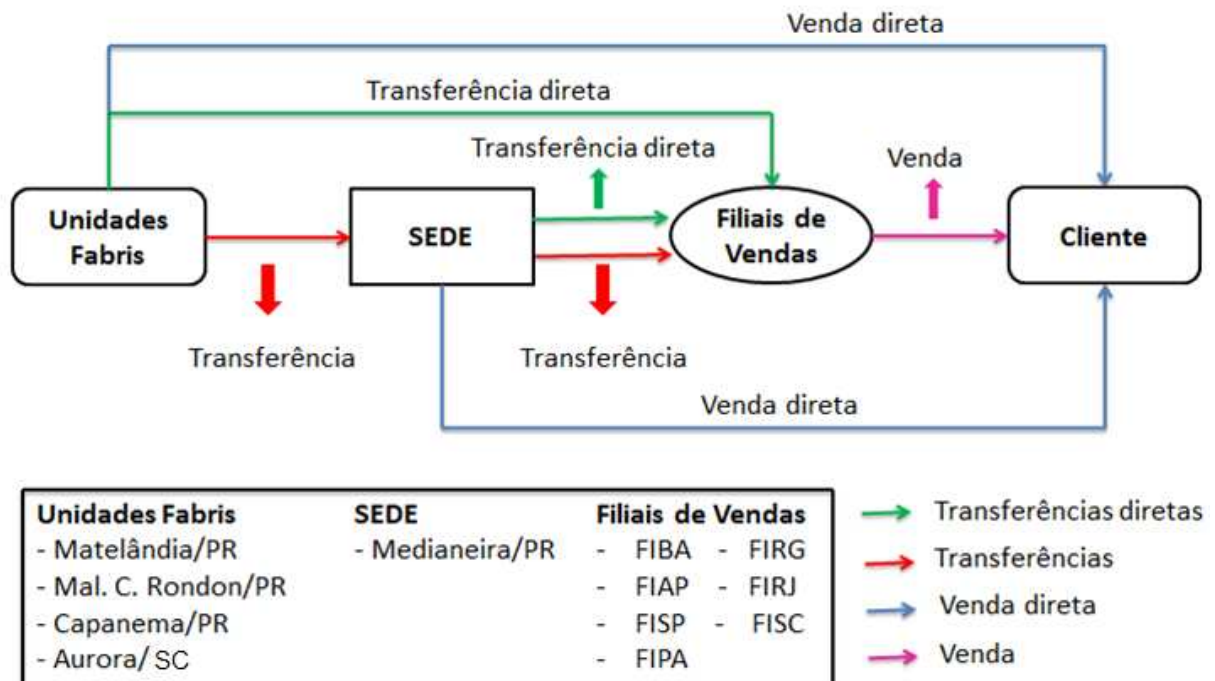 Venda direta
Transferência direta
Transferência direta
Venda
Unidades
Fabris
SEDE
Filiais de
Vendas
Cliente
Transferência
Transferência
Venda direta
Unidades Fabris
- Matelândia/PR
- Mal. C. Rondon/PR
- Capanema/PR
- Aurora/ SC
SEDE
- Medianeira/PR
Filiais de Vendas
- FIBA - FIRG
- FIAP - FIRJ
- FISP - FISC
- FIPA
Transferências diretas
Transferências
Venda direta
Venda